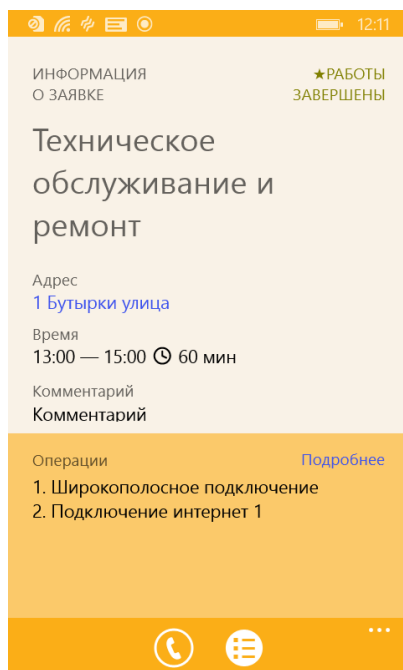 12:11
ИНФОРМАЦИЯ
О ЗАЯВКЕ
★РАБОТЫ
ЗАВЕРШЕНЫ
Техническое
обслуживание и
ремонт
Адрес
1 Бутырки улица
Время
13:00 — 15:00 60 мин
Комментарий
Комментарий
Операции
Подробнее
1. Широкополосное подключение
2. Подключение интернет 1